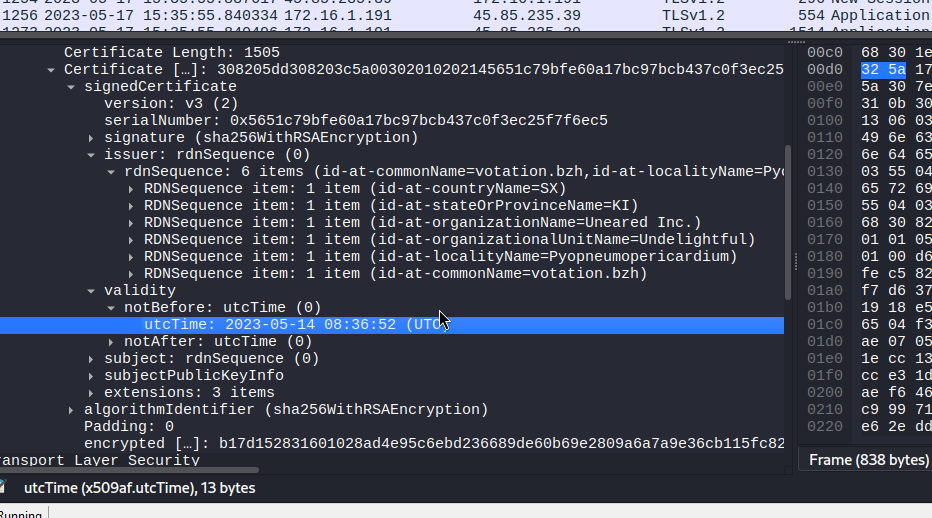 1256 2023-05-17 15:35:55.840334 172.16.1.191 45.85.235.39 TLSv1.2 554 Application
Certificate Length: 1505
Certificate […]: 308205dd308203c5a00302010202145651c79bfe60a17bc97bcb437c0f3ec25
signedCertificate
version: v3 (2)
serialNumber: 0x5651c79bfe60a17bc97bcb437c0f3ec25f7f6ec5
signature (sha256WithRSAEncryption)
issuer: rdnSequence (0)
rdnSequence: 6 items (id-at-commonName=votation.bzh,id-at-localityName=Pyo
RDNSequence item: 1 item (id-at-countryName=SX)
RDNSequence item: 1 item (id-at-stateOrProvinceName=KI)
RDNSequence item: 1 item (id-at-organizationName=Uneared Inc.)
RDNSequence item: 1 item (id-at-organizationalUnitName=Undelightful)
RDNSequence item: 1 item (id-at-localityName=Pyopneumopericardium)
RDNSequence item: 1 item (id-at-commonName=votation.bzh)
validity
notBefore: utcTime (0)
utcTime: 2023-05-14 08:36:52 (UTC
notAfter: utcTime (0)
subject: rdnSequence (0)
subjectPublicKeyInfo
extensions: 3 items
algorithmIdentifier (sha256WithRSAEncryption)
Padding: 0
encrypted […]: b17d152831601028ad4e95c6ebd236689de60b69e2809a6a7a9e36cb115fc82
ansport Layer Security
utcTime (x509af.utcTime), 13 bytes
Running
00c0 68 30 1e
00d0 32 5a 17
00e0 5a 30 7e
00f0 31 0b 30
0100 13 06 03
0110 49 6e 63
0120 6e 64 65
0130 03 55 04
0140 65 72 69
0150 55 04 03
0160 68 30 82
0170 01 01 05
0180 01 00 d6
0190 fe c5 82
01a0 f7 d6 37
01b0 19 18 e5
01c0 65 04 f3
01d0 ae 07 05
01e0 1e cc 13
01f0 cc e3 1d
0200 ae f6 46
0210 c9 99 71
0220 e6 2e dd
Frame (838 bytes)